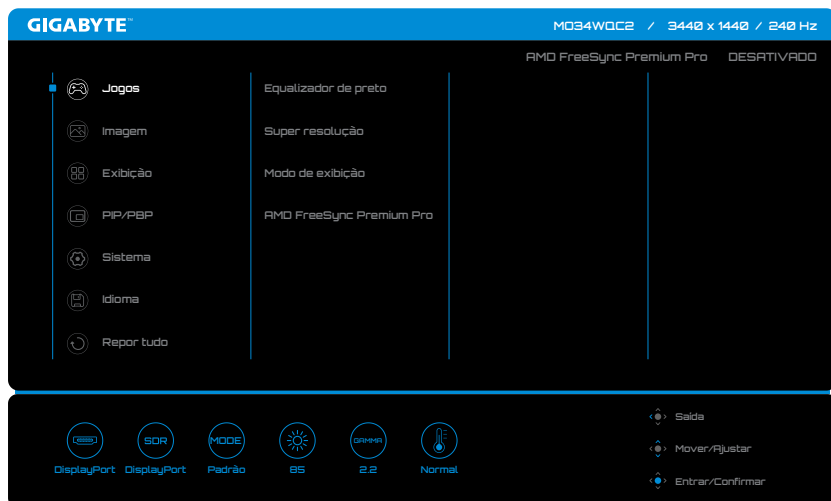 GIGABYTE™ MO34WQC2 / 3440 x 1440 / 240 Hz
AMD FreeSync Premium Pro DESATIVADO
Jogos Equalizador de preto
Imagem Super resolução
Exibição Modo de exibição
PIP/PBP AMD FreeSync Premium Pro
Sistema
Idioma
Repor tudo
SDR MODE GAMMA
DisplayPort DisplayPort Padrão 85 2.2 Normal
Saída
Mover/Ajustar
Entrar/Confirmar